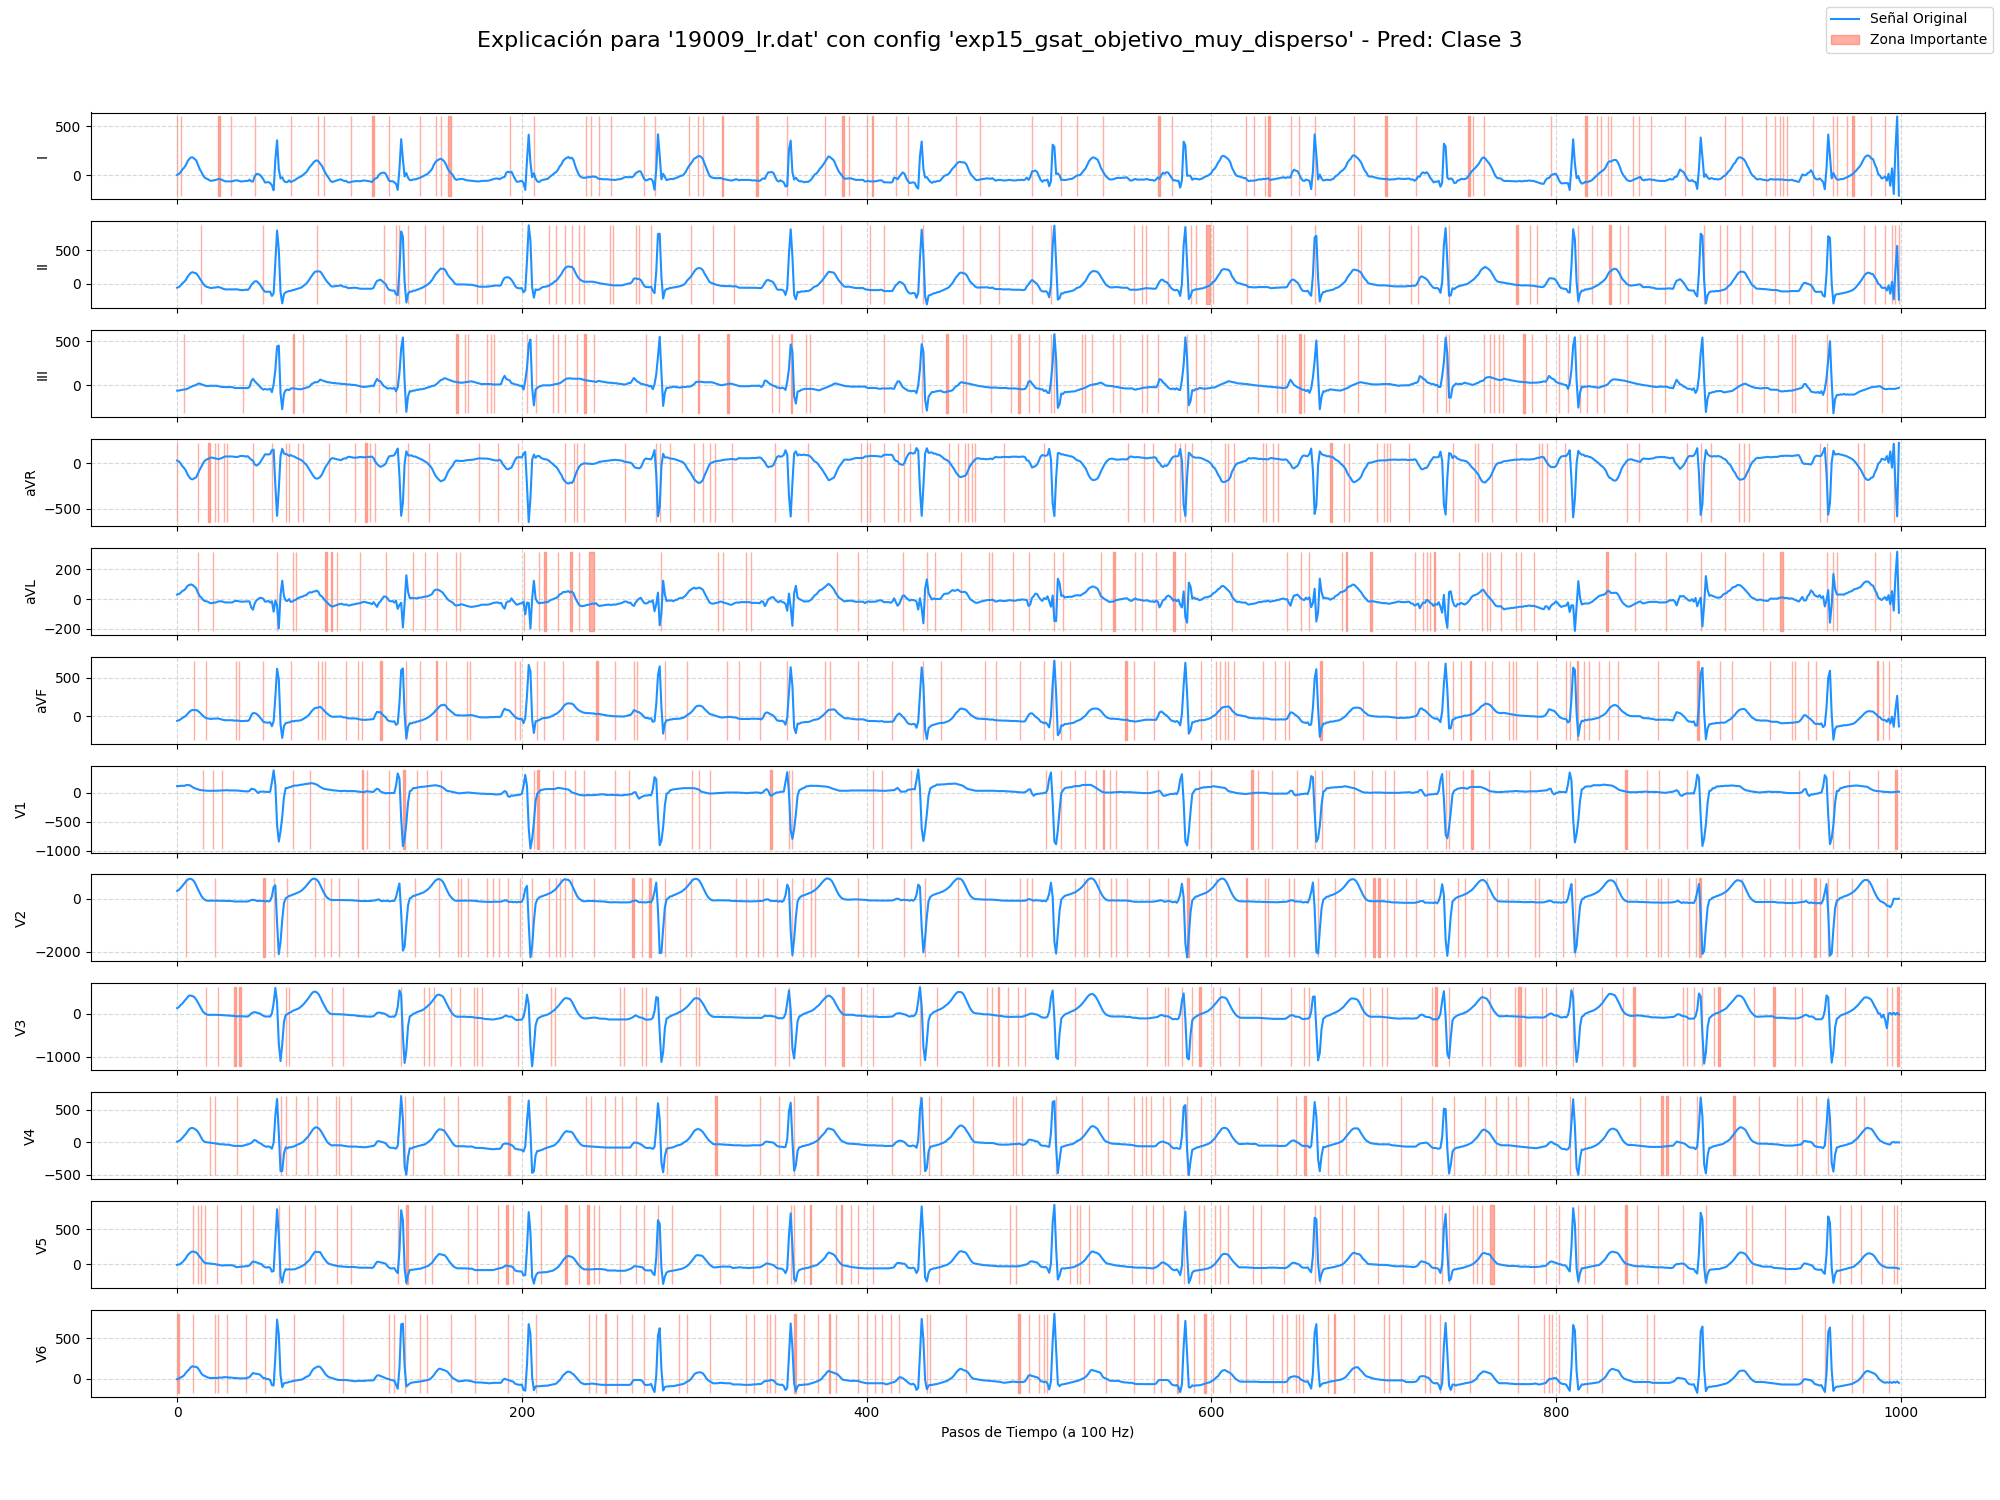 Explicación para '19009_lr.dat' con config 'exp15_gsat_objetivo_muy_disperso' - Pred: Clase 3
Señal Original
Zona Importante
I
500
0
II
500
0
III
500
0
aVR
0
−500
aVL
200
0
−200
aVF
500
0
V1
0
−500
−1000
V2
0
−2000
V3
0
−1000
V4
500
0
−500
V5
500
0
V6
500
0
0 200 400 600 800 1000
Pasos de Tiempo (a 100 Hz)